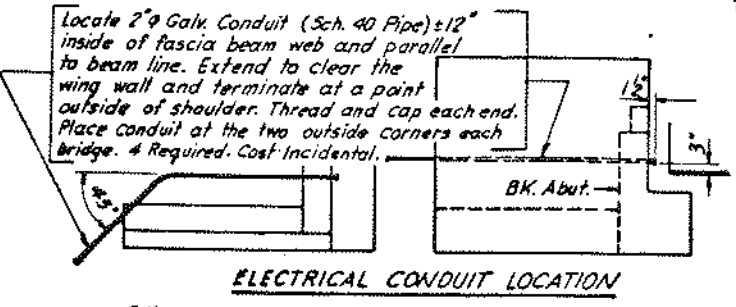 Locate 2"φ Galv. Conduit (Sch. 40 Pipe) ±12"
inside of fascia beam web and parallel
to beam line. Extend to clear the
wing wall and terminate at a point
outside of shoulder. Thread and cap each end.
Place conduit at the two outside corners each
bridge. 4 Required. Cost Incidental.
1½"
3"
45°
BK. Abut.
ELECTRICAL CONDUIT LOCATION